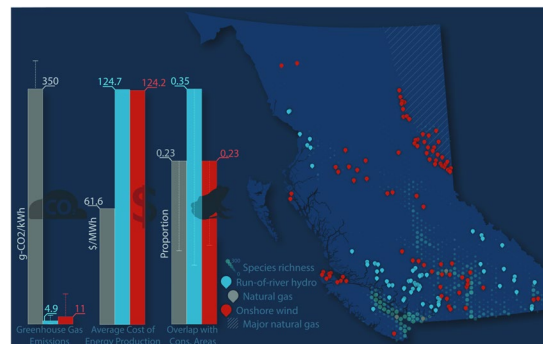 350
124.7
124.2
0,35
0,23
0,23
61,6
4.9
11
g-CO2/kWh
$/MWh
Proportion
CO2
$
Greenhouse Gas
Emissions
Average Cost of
Energy Production
Overlap with
Cons. Areas
Species richness
Run-of-river hydro
Natural gas
Onshore wind
Major natural gas